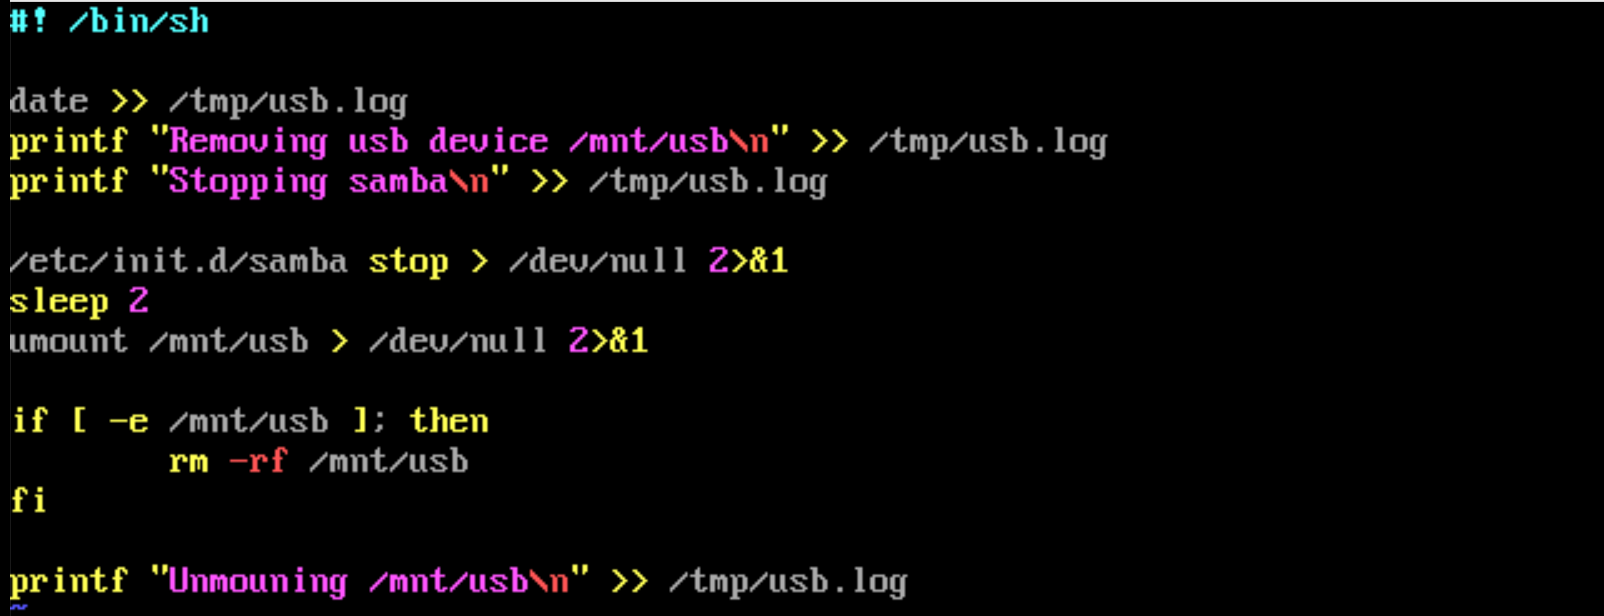 #! /bin/sh
date >> /tmp/usb.log
printf "Removing usb device /mnt/usb\n" >> /tmp/usb.log
printf "Stopping samba\n" >> /tmp/usb.log
/etc/init.d/samba stop > /dev/null 2>&1
sleep 2
umount /mnt/usb > /dev/null 2>&1
if [ -e /mnt/usb ]; then
rm -rf /mnt/usb
fi
printf "Unmouning /mnt/usb\n" >> /tmp/usb.log
~